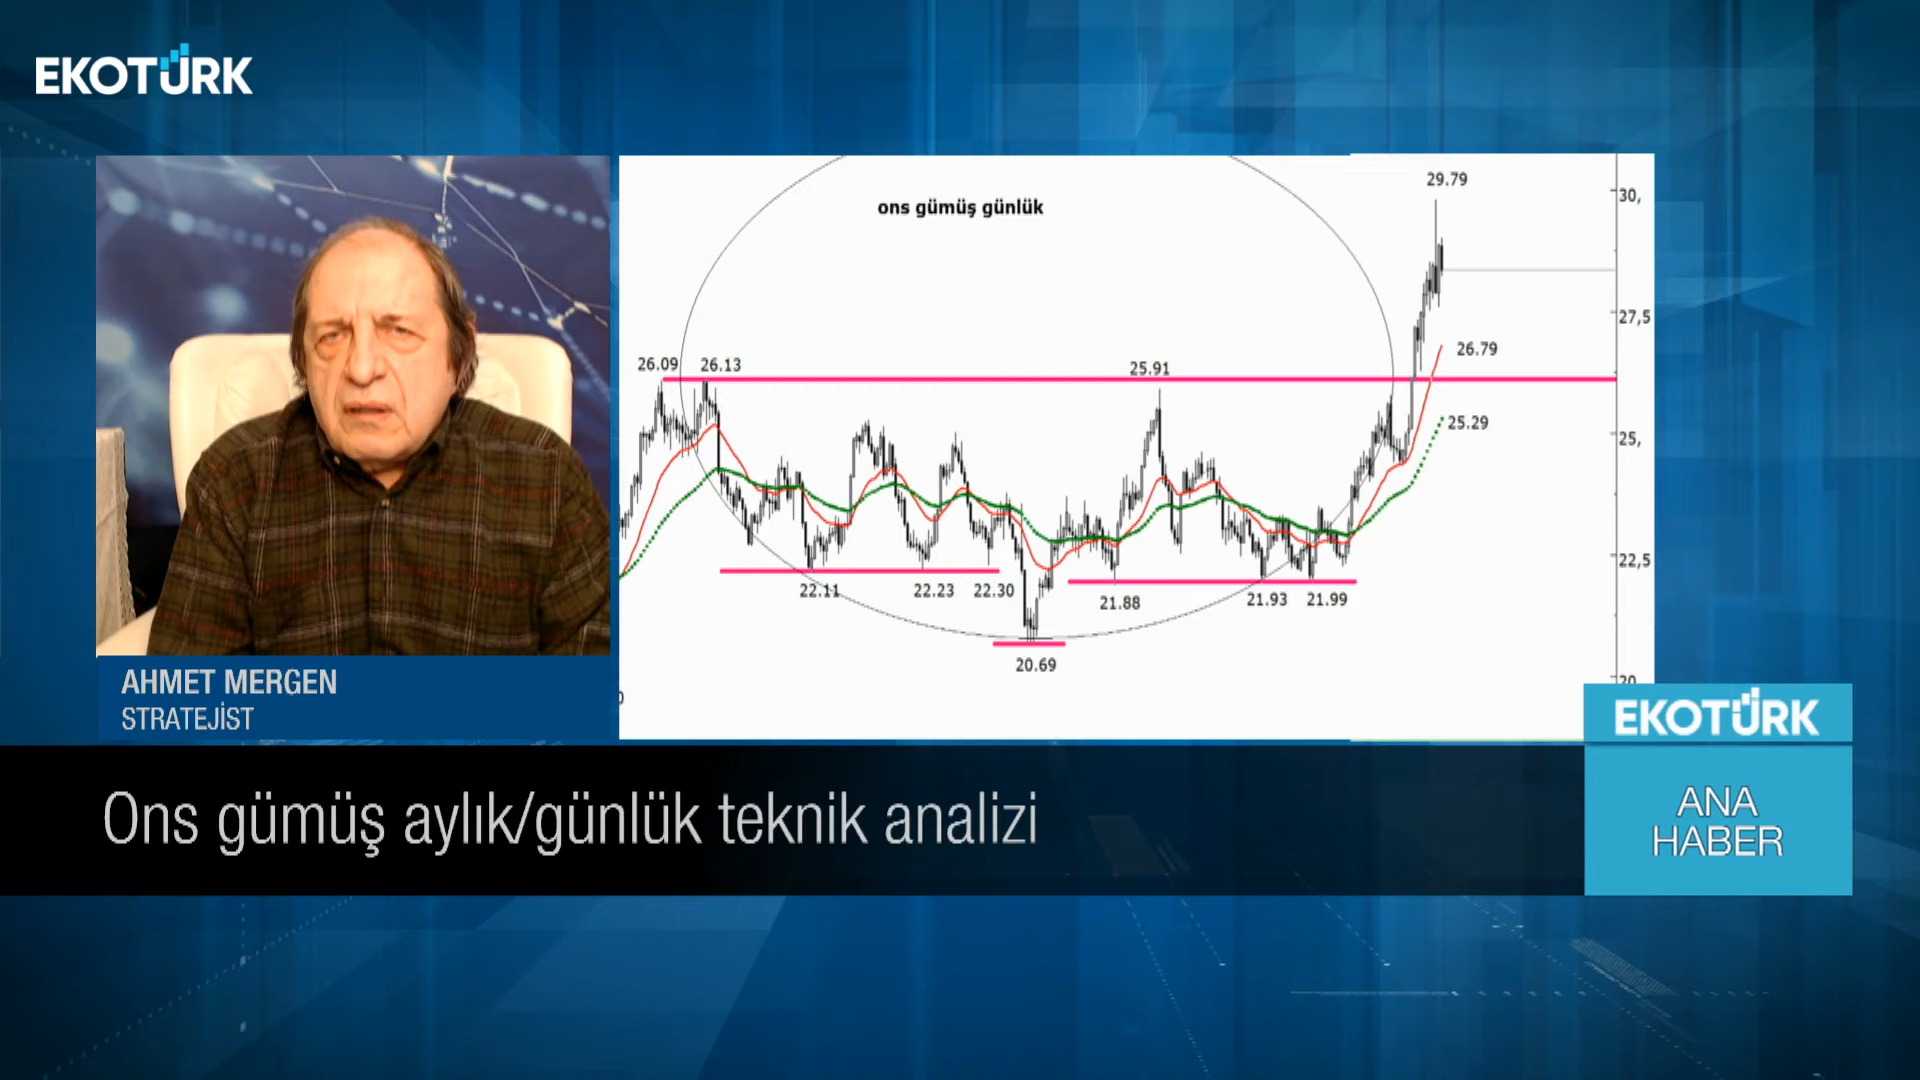 EKOTÜRK
ons gümüş günlük
29.79
30,
27,5
26.79
26.09
26.13
25.91
25.29
25,
22,5
22.11
22.23
22.30
21.88
21.93
21.99
20.69
20
AHMET MERGEN
STRATEJİST
EKOTÜRK
Ons gümüş aylık/günlük teknik analizi
ANA
HABER